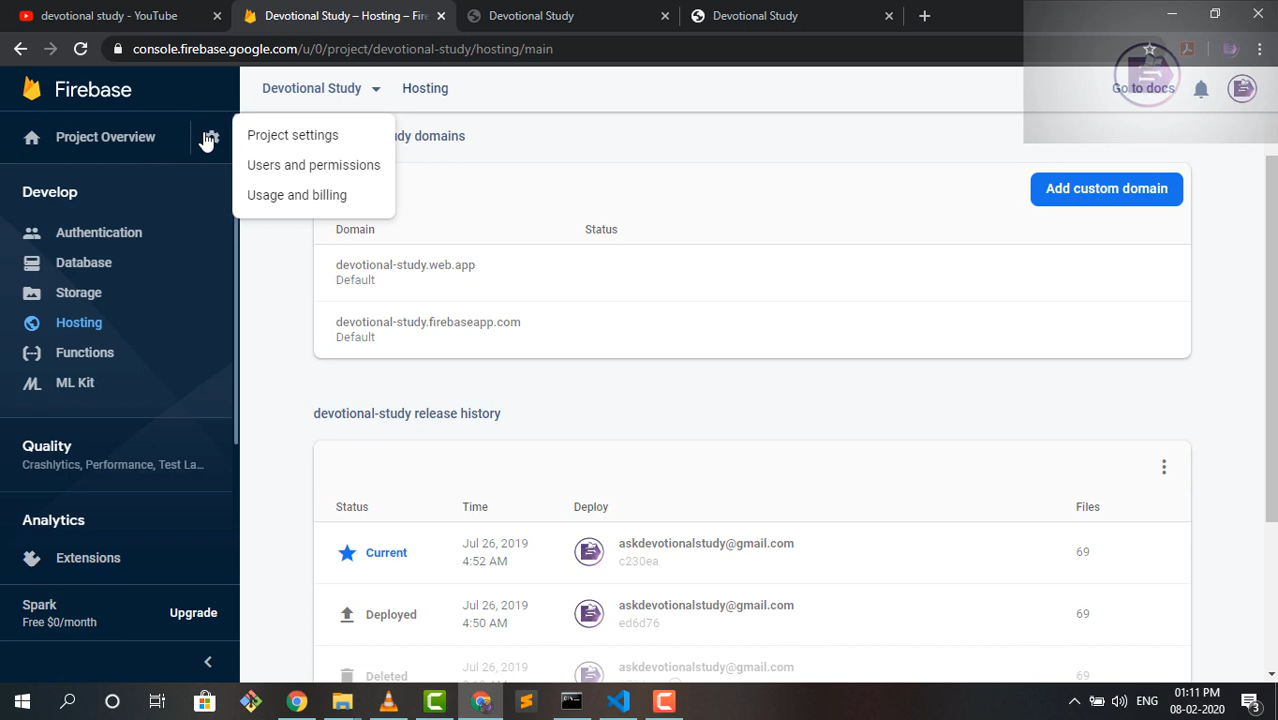 devotional study - YouTube
Devotional Study – Hosting – Fire
Devotional Study
Devotional Study
console.firebase.google.com/u/0/project/devotional-study/hosting/main
Firebase
Devotional Study
Hosting
Go to docs
Project Overview
Project settings
Users and permissions
Usage and billing
udy domains
Add custom domain
Develop
Authentication
Database
Storage
Hosting
Functions
ML Kit
Quality
Crashlytics, Performance, Test La...
Analytics
Extensions
Spark
Free $0/month
Upgrade
Domain
Status
devotional-study.web.app
Default
devotional-study.firebaseapp.com
Default
devotional-study release history
Status
Time
Deploy
Files
Current
Jul 26, 2019
4:52 AM
askdevotionalstudy@gmail.com
c230ea
69
Deployed
Jul 26, 2019
4:50 AM
askdevotionalstudy@gmail.com
ed6d76
69
Deleted
Jul 26, 2019
askdevotionalstudy@gmail.com
69
ENG
01:11 PM
08-02-2020
3